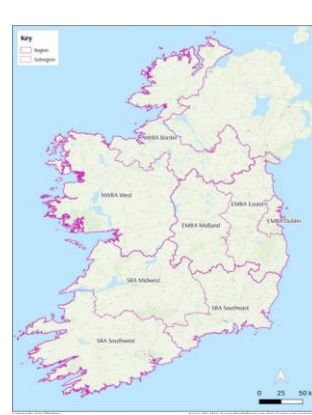 Key
Region
Subregion
NWRA Border
NWRA West
EMRA Eastern
EMRA Dublin
EMRA Midland
SRA Midwest
SRA Southeast
SRA Southwest
0 25 50 k